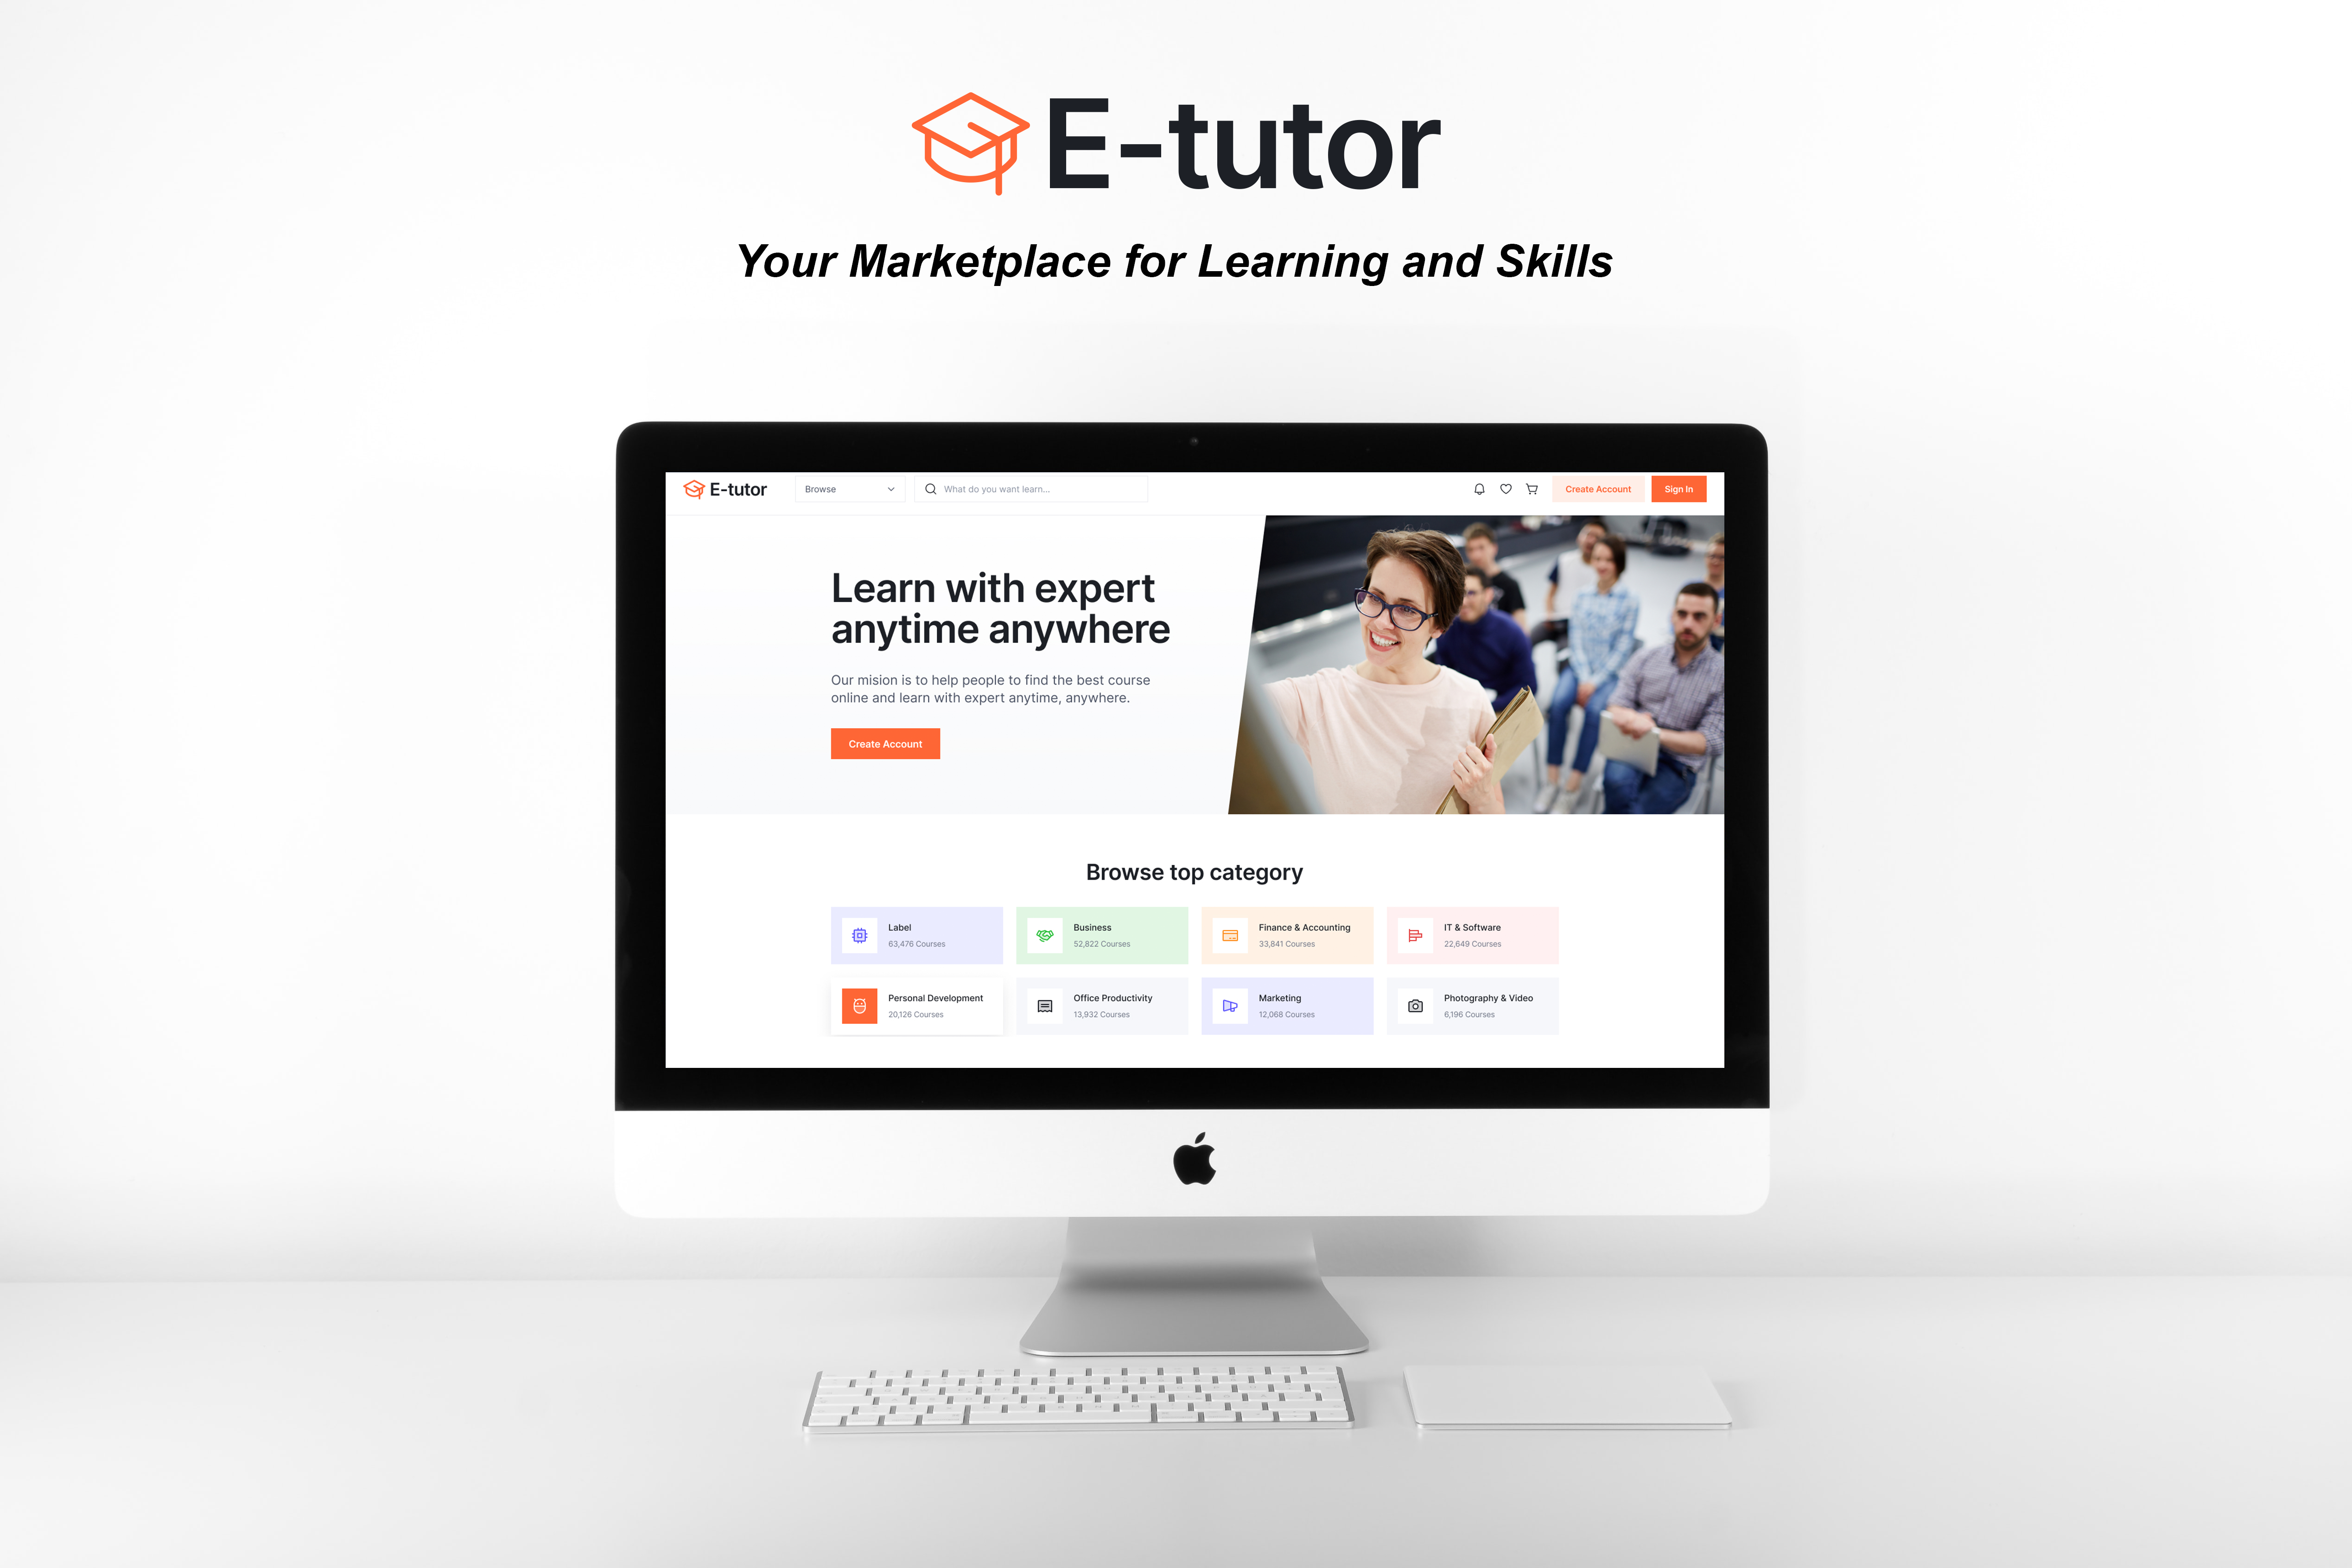 E-tutor
Your Marketplace for Learning and Skills
E-tutor
Browse
What do you want learn...
Create Account
Sign In
Learn with expert
anytime anywhere
Our mision is to help people to find the best course
online and learn with expert anytime, anywhere.
Create Account
Browse top category
Label
63,476 Courses
Business
52,822 Courses
Finance & Accounting
33,841 Courses
IT & Software
22,649 Courses
Personal Development
20,126 Courses
Office Productivity
13,932 Courses
Marketing
12,068 Courses
Photography & Video
6,196 Courses